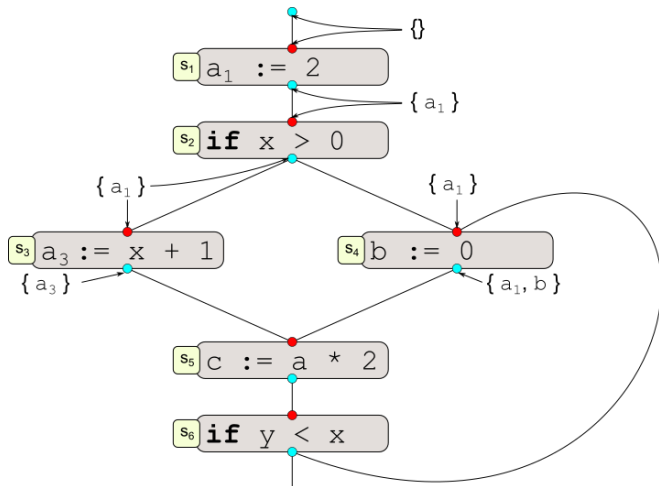 {}
s₁ a₁ := 2
{ a₁ }
s₂ if x > 0
{ a₁ }
{ a₁ }
s₃ a₃ := x + 1
s₄ b := 0
{ a₃ }
{ a₁, b }
s₅ c := a * 2
s₆ if y < x